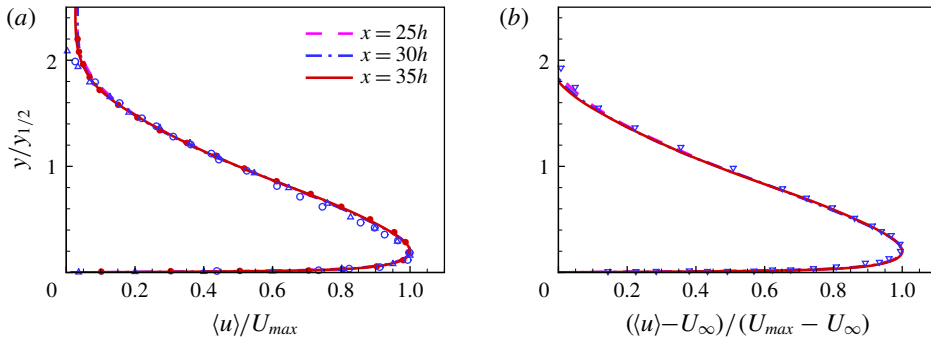 (a)
(b)
x = 25h
x = 30h
x = 35h
y/y1/2
2
1
0
0.2
0.4
0.6
0.8
1.0
⟨u⟩/Umax
2
1
0
0.2
0.4
0.6
0.8
1.0
(⟨u⟩−U∞)/(Umax − U∞)